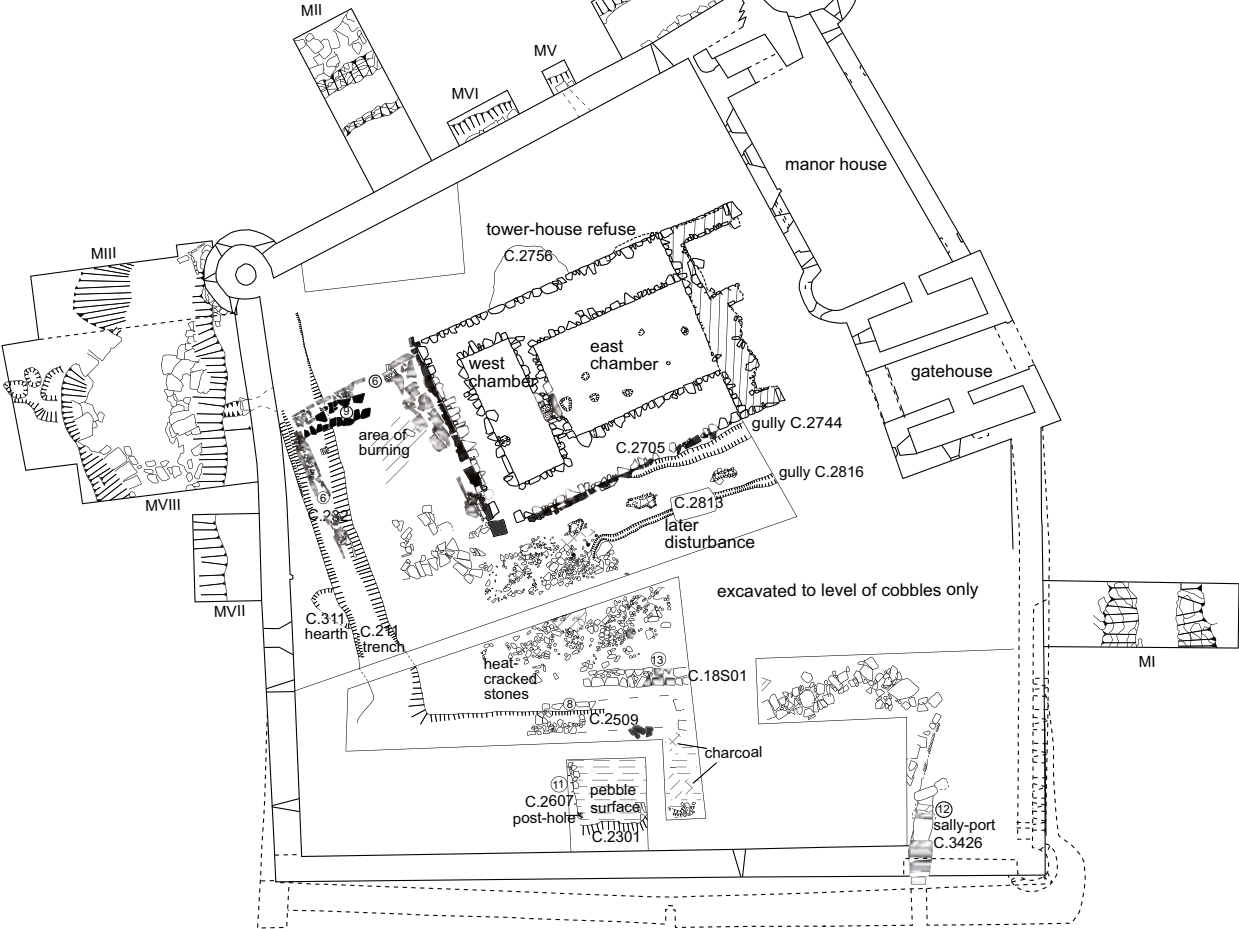 MII
MV
MVI
manor house
tower-house refuse
C.2756
MIII
west
chamber
east
chamber
gatehouse
6
9
area of
burning
gully C.2744
C.2705
gully C.2816
C.2813
later
disturbance
MVIII
6
MVII
excavated to level of cobbles only
C.311
hearth
C.211
trench
heat-
cracked
stones
13
C.18S01
MI
8
C.2509
charcoal
11
C.2607
post-hole
pebble
surface
C.2301
12
sally-port
C.3426